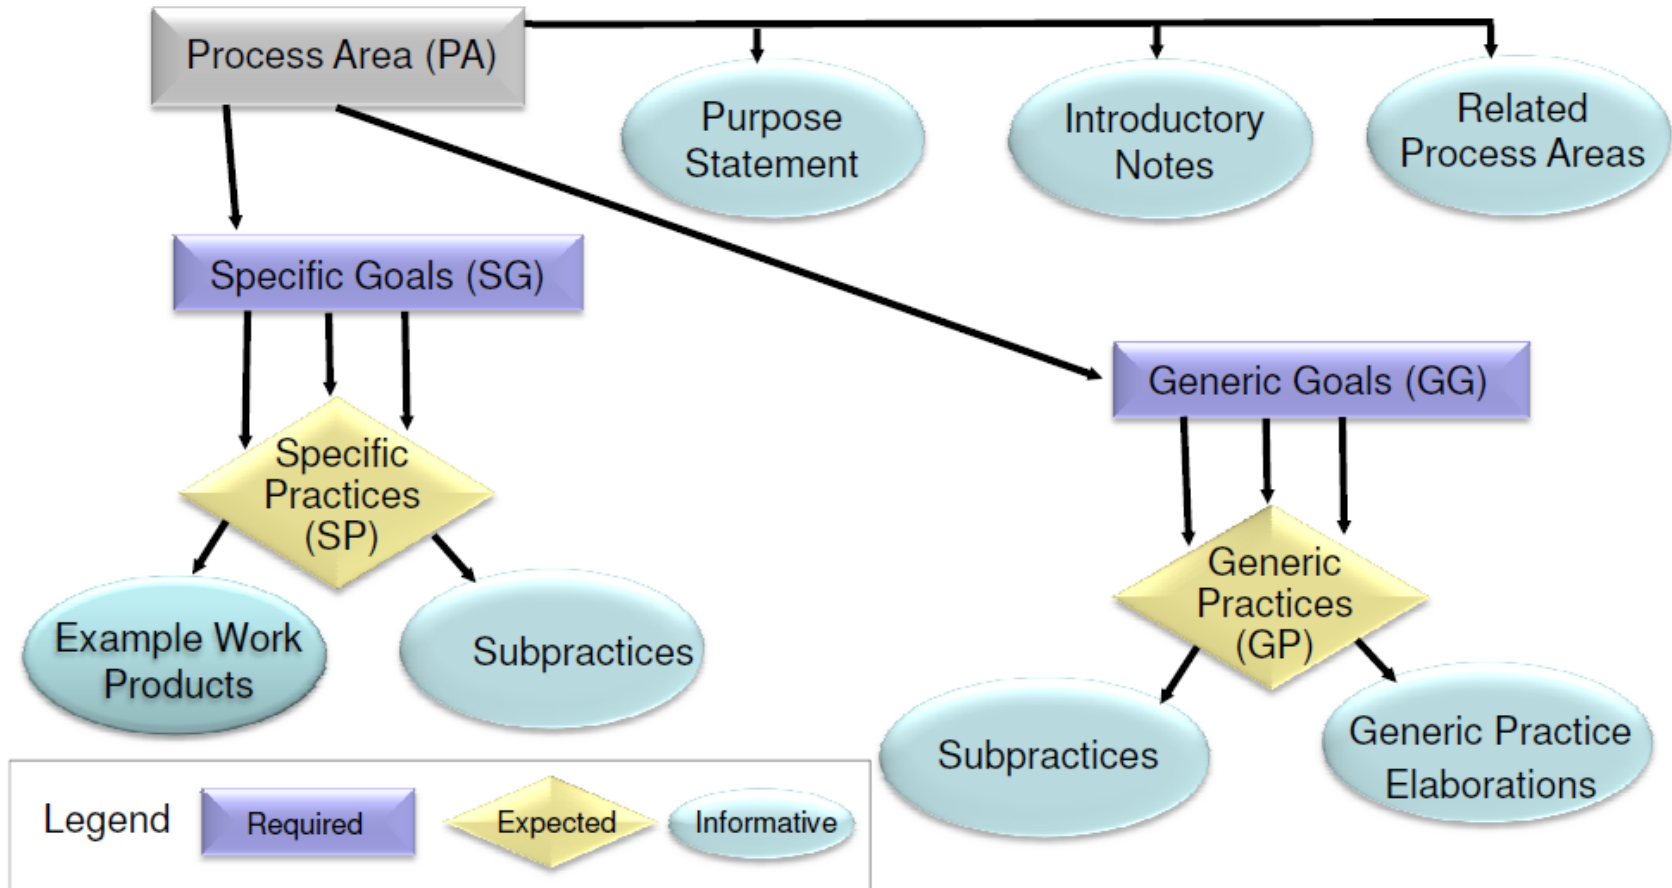 Process Area (PA)
Purpose
Statement
Introductory
Notes
Related
Process Areas
Specific Goals (SG)
Generic Goals (GG)
Specific
Practices
(SP)
Generic
Practices
(GP)
Example Work
Products
Subpractices
Subpractices
Generic Practice
Elaborations
Legend
Required
Expected
Informative